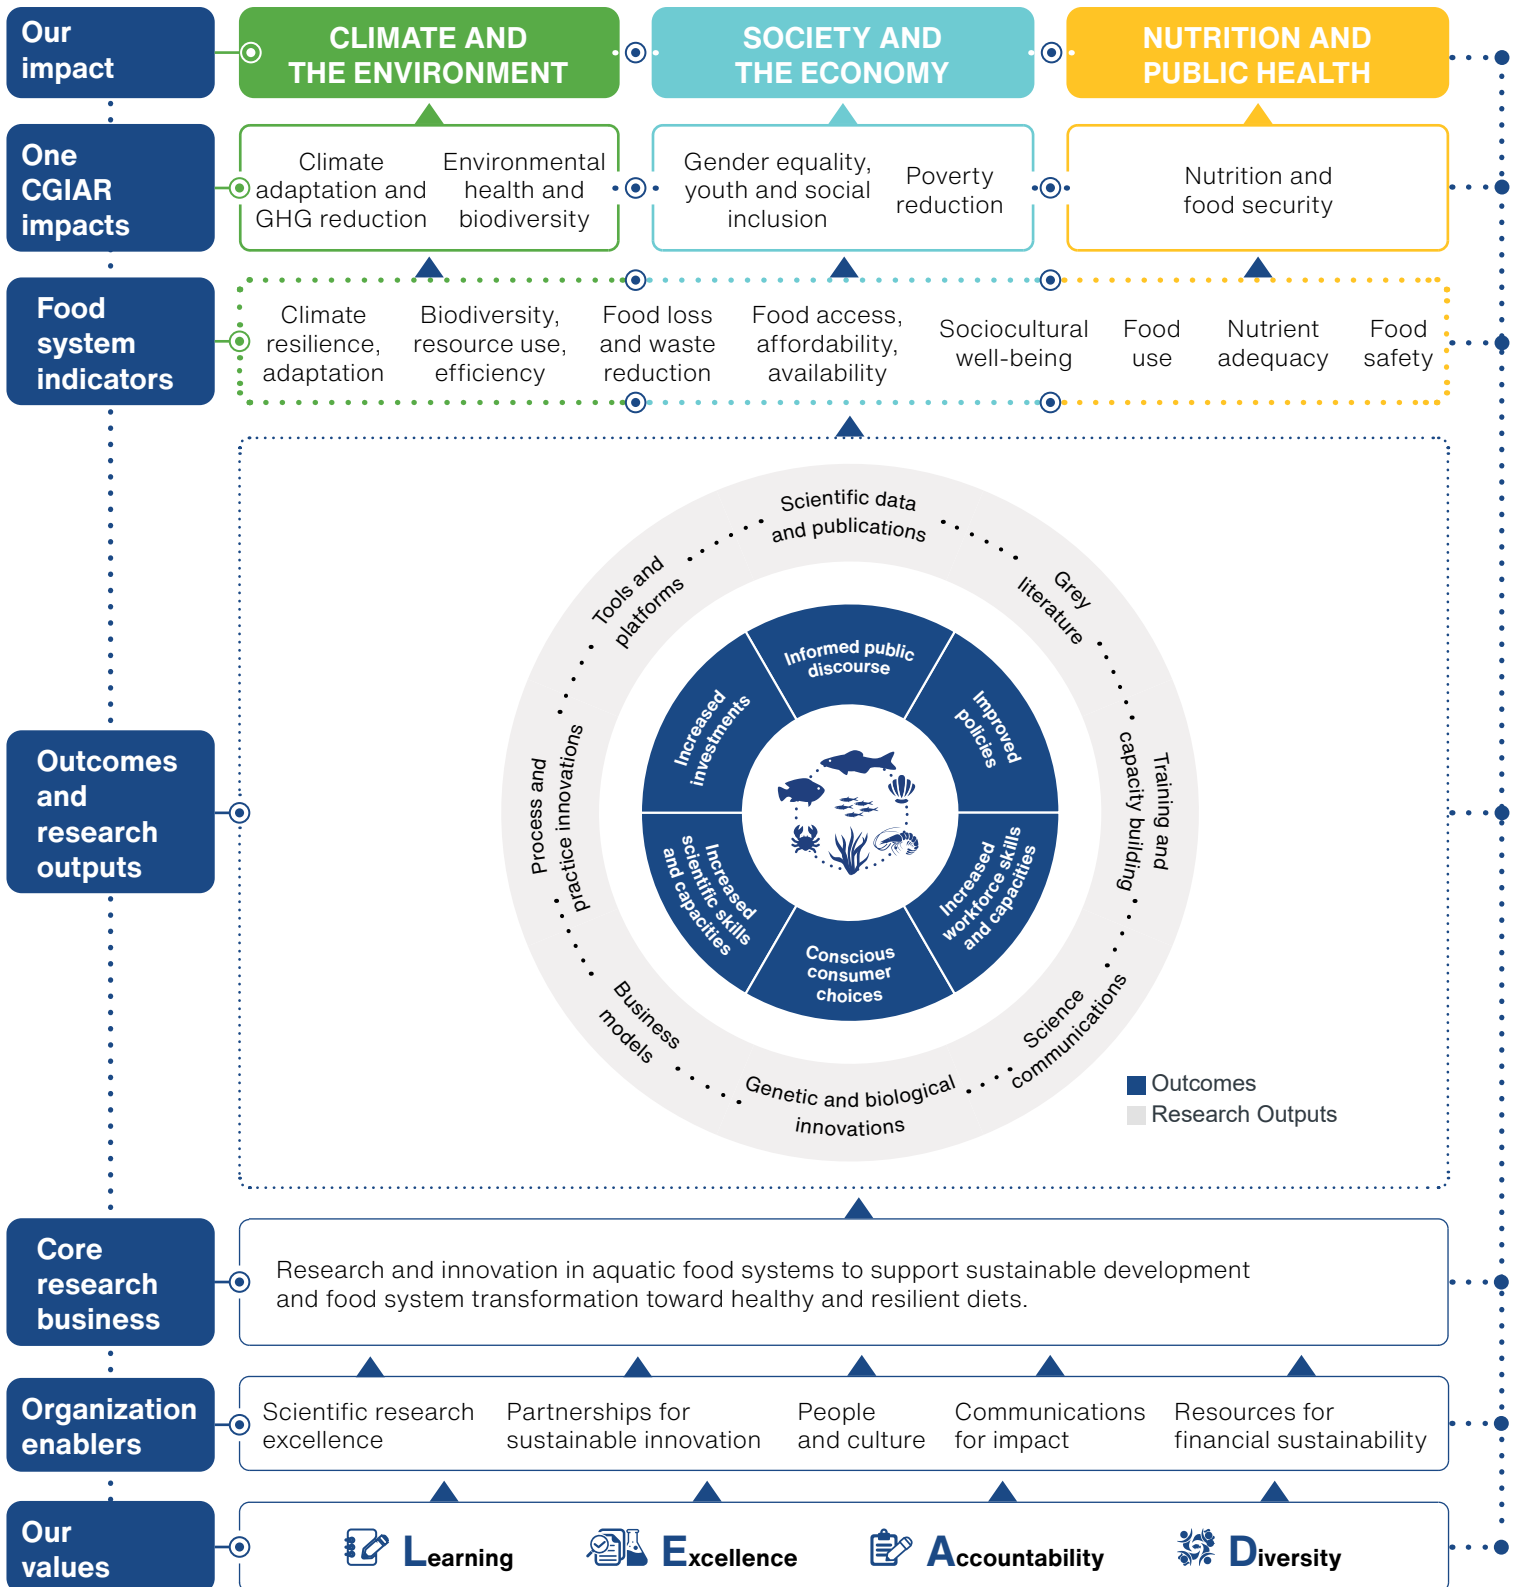 Our
impact
CLIMATE AND
THE ENVIRONMENT
SOCIETY AND
THE ECONOMY
NUTRITION AND
PUBLIC HEALTH
One
CGIAR
impacts
Climate
adaptation and
GHG reduction
Environmental
health and
biodiversity
Gender equality,
youth and social
inclusion
Poverty
reduction
Nutrition and
food security
Food
system
indicators
Climate
resilience,
adaptation
Biodiversity,
resource use,
efficiency
Food loss
and waste
reduction
Food access,
affordability,
availability
Sociocultural
well-being
Food
use
Nutrient
adequacy
Food
safety
Outcomes
and
research
outputs
Scientific data
and publications
Grey
literature
Training and
capacity building
Science
communications
Genetic and biological
innovations
Business
models
Process and
practice innovations
Tools and
platforms
Informed public
discourse
Improved
policies
Increased
workforce skills
and capacities
Conscious
consumer
choices
Increased
scientific skills
and capacities
Increased
investments
Outcomes
Research Outputs
Core
research
business
Research and innovation in aquatic food systems to support sustainable development
and food system transformation toward healthy and resilient diets.
Organization
enablers
Scientific research
excellence
Partnerships for
sustainable innovation
People
and culture
Communications
for impact
Resources for
financial sustainability
Our
values
Learning
Excellence
Accountability
Diversity